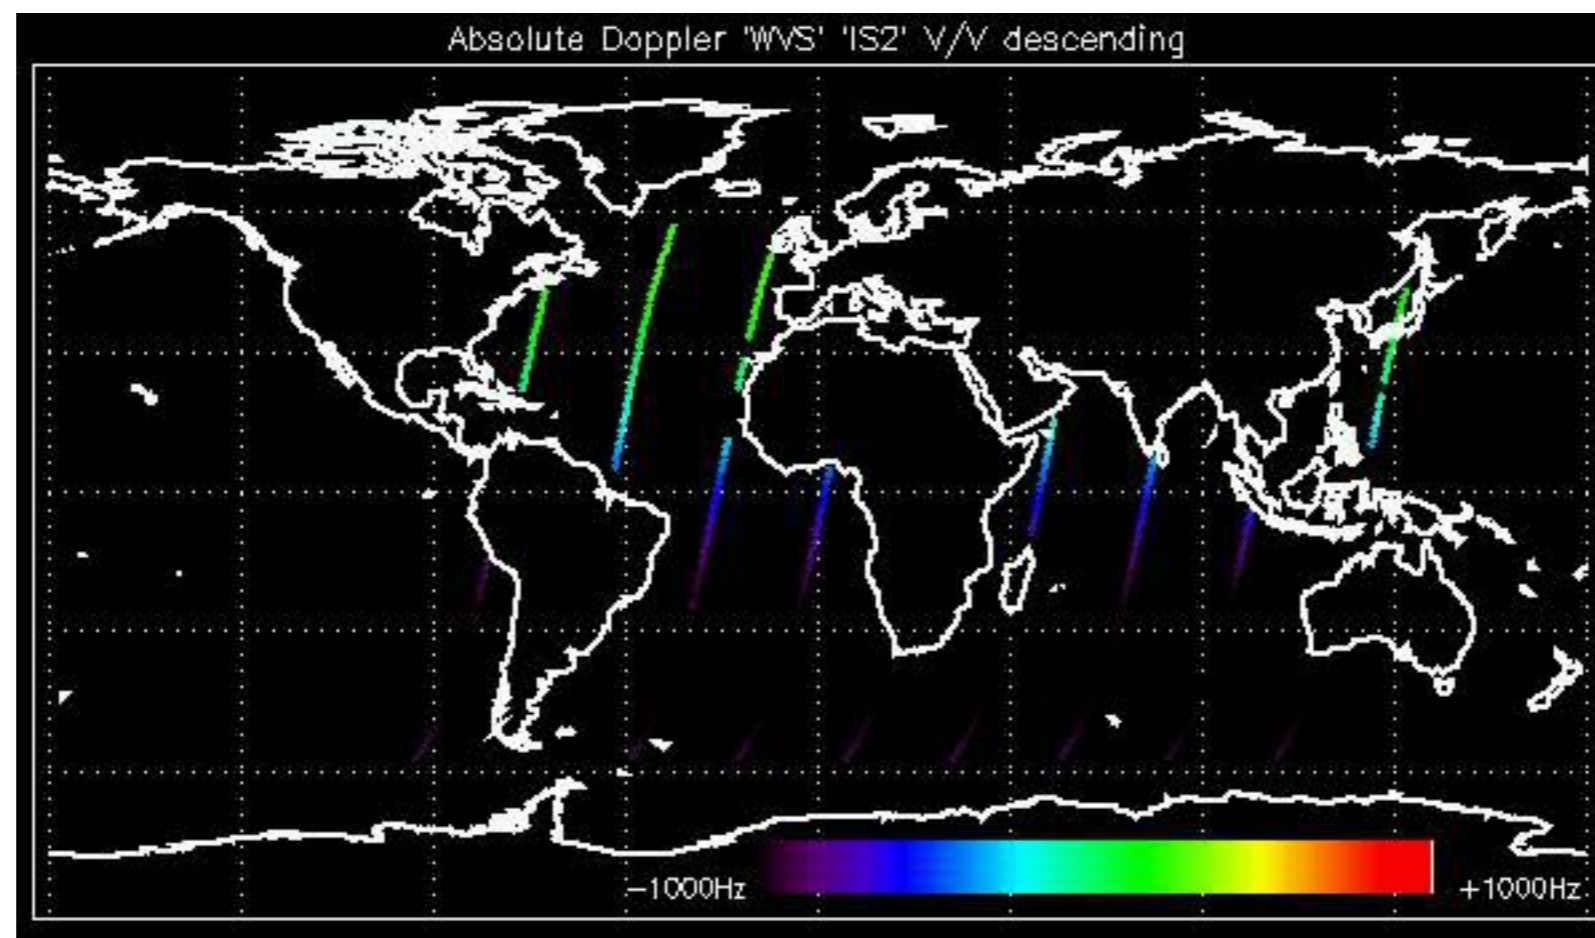 Absolute Doppler 'WVS' 'IS2' V/V descending
−1000Hz +1000Hz